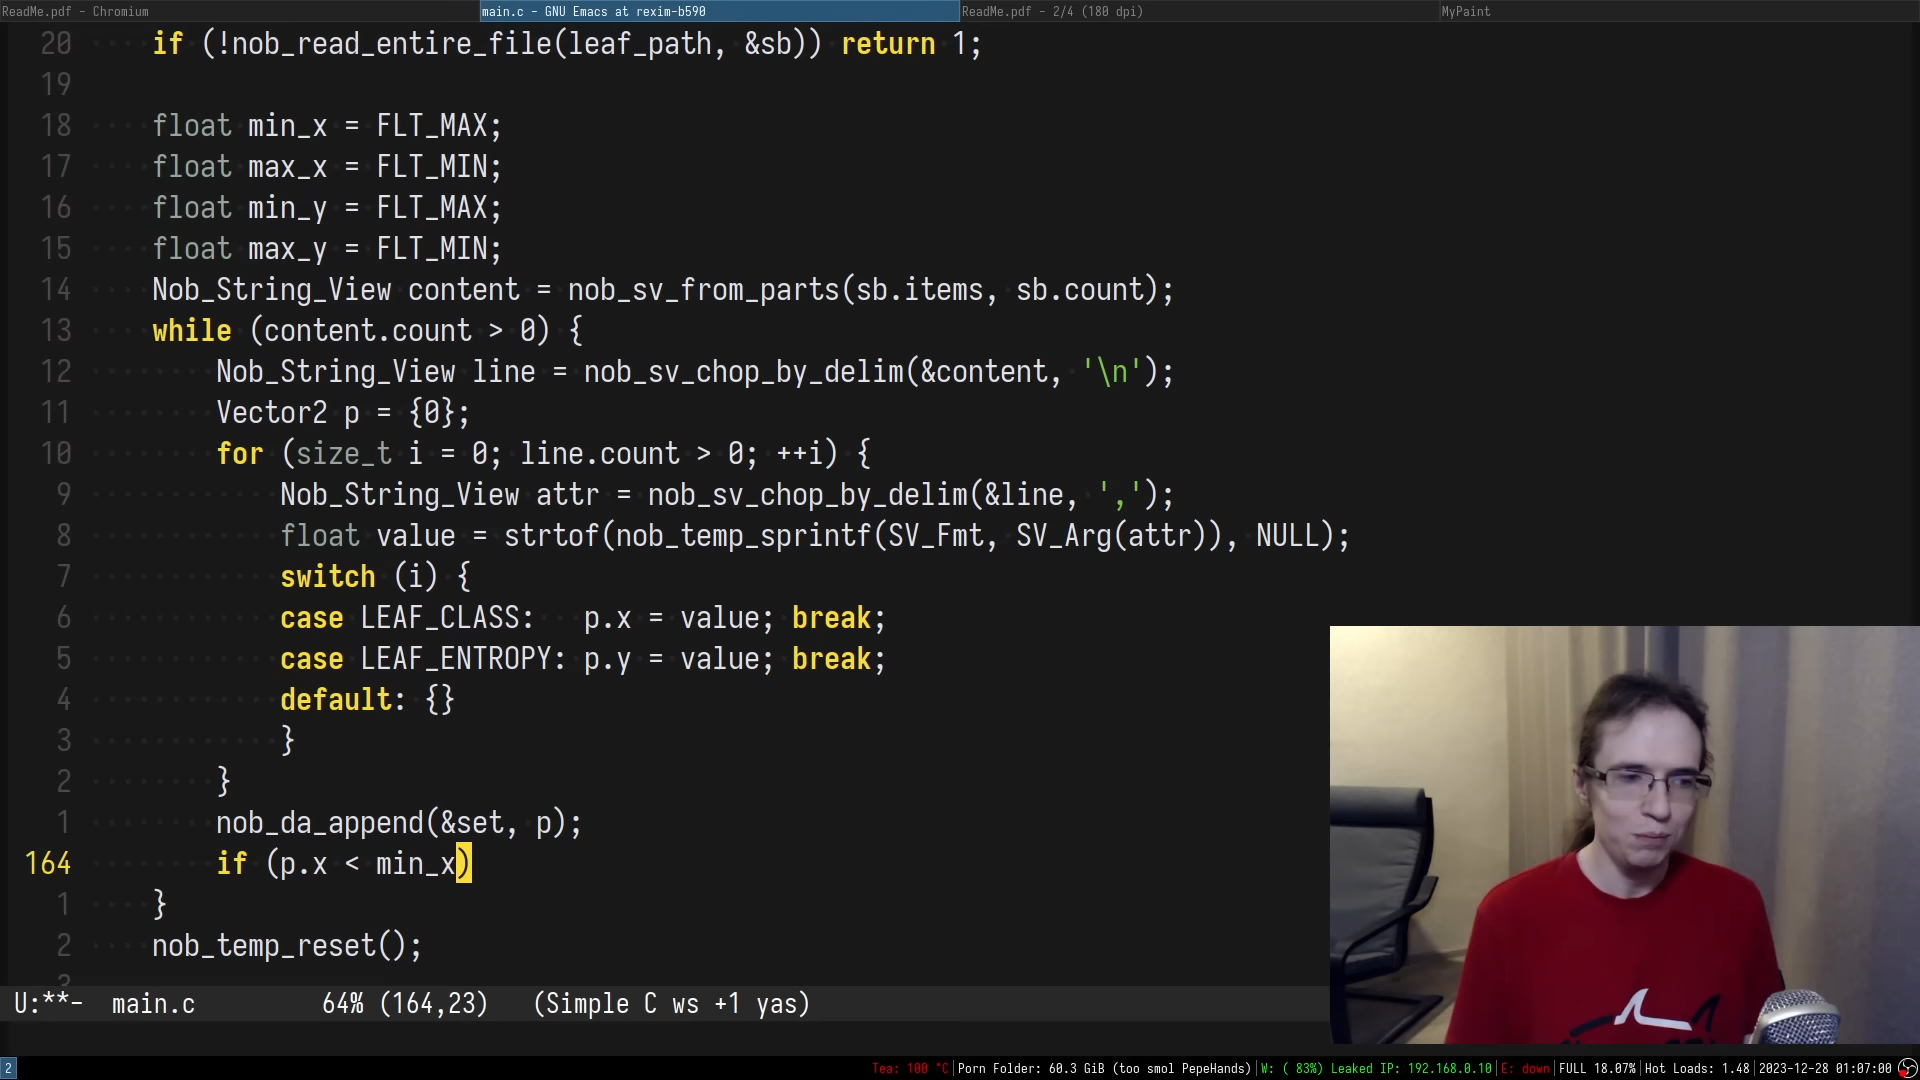 ReadMe.pdf - Chromium
main.c - GNU Emacs at rexim-b590
ReadMe.pdf - 2/4 (180 dpi)
MyPaint
20 if (!nob_read_entire_file(leaf_path, &sb)) return 1;
19
18 float min_x = FLT_MAX;
17 float max_x = FLT_MIN;
16 float min_y = FLT_MAX;
15 float max_y = FLT_MIN;
14 Nob_String_View content = nob_sv_from_parts(sb.items, sb.count);
13 while (content.count > 0) {
12 Nob_String_View line = nob_sv_chop_by_delim(&content, '\n');
11 Vector2 p = {0};
10 for (size_t i = 0; line.count > 0; ++i) {
9 Nob_String_View attr = nob_sv_chop_by_delim(&line, ',');
8 float value = strtof(nob_temp_sprintf(SV_Fmt, SV_Arg(attr)), NULL);
7 switch (i) {
6 case LEAF_CLASS: p.x = value; break;
5 case LEAF_ENTROPY: p.y = value; break;
4 default: {}
3 }
2 }
1 nob_da_append(&set, p);
164 if (p.x < min_x)
1 }
2 nob_temp_reset();
3
U:**- main.c 64% (164,23) (Simple C ws +1 yas)
2 Tea: 100 °C|Porn Folder: 60.3 GiB (too smol PepeHands)|W: ( 83%) Leaked IP: 192.168.0.10|E: down|FULL 18.07%|Hot Loads: 1.48|2023-12-28 01:07:00